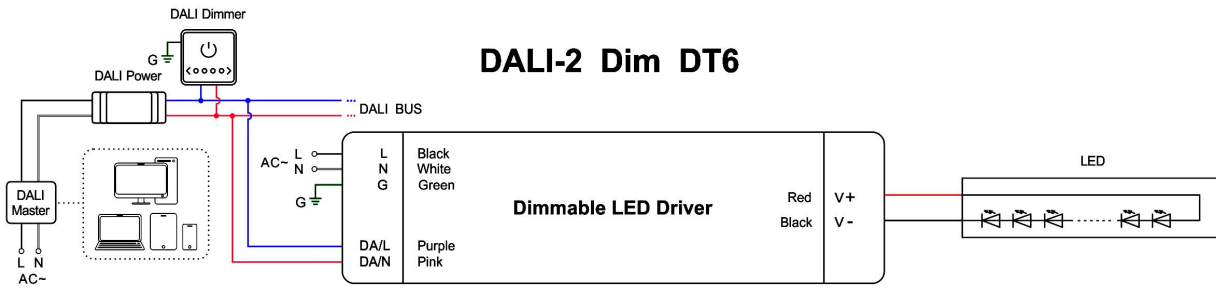 DALI Dimmer
G
DALI-2 Dim DT6
DALI Power
... DALI BUS
...
AC~ L
N
G
L Black
N White
G Green
LED
DALI
Master
Dimmable LED Driver
Red V+
Black V-
DA/L Purple
DA/N Pink
L N
AC~